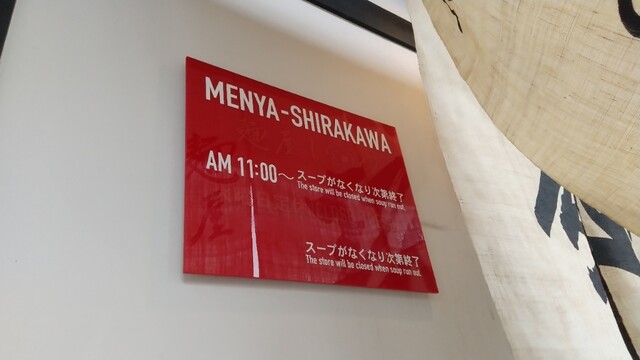 MENYA-SHIRAKAWA
AM 11:00～ スープがなくなり次第終了
The store will be closed when soup run out.
スープがなくなり次第終了
The store will be closed when soup run out.